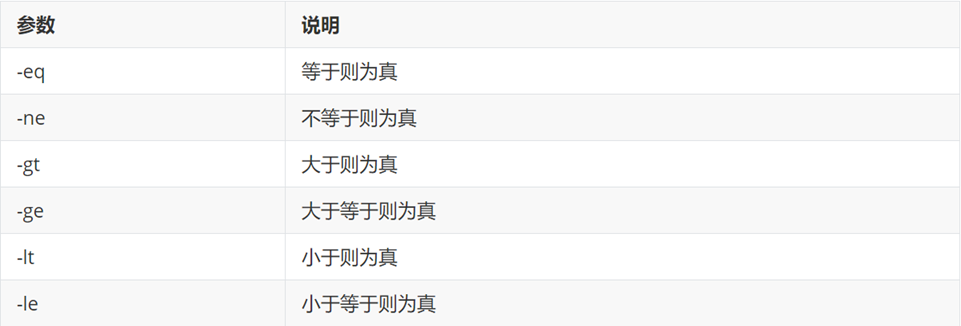 参数 说明
-eq 等于则为真
-ne 不等于则为真
-gt 大于则为真
-ge 大于等于则为真
-lt 小于则为真
-le 小于等于则为真